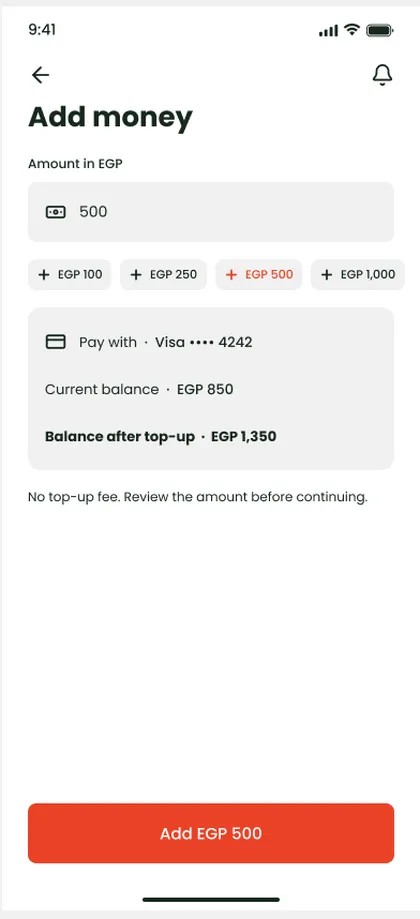 9:41
Add money
Amount in EGP
500
+ EGP 100 + EGP 250 + EGP 500 + EGP 1,000
Pay with · Visa •••• 4242
Current balance · EGP 850
Balance after top-up · EGP 1,350
No top-up fee. Review the amount before continuing.
Add EGP 500